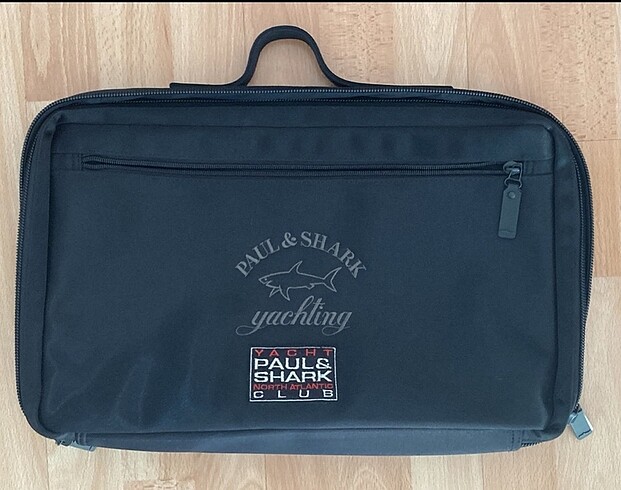 PAUL & SHARK
yachting
YACHT
PAUL&
SHARK
NORTH ATLANTIC
CLUB